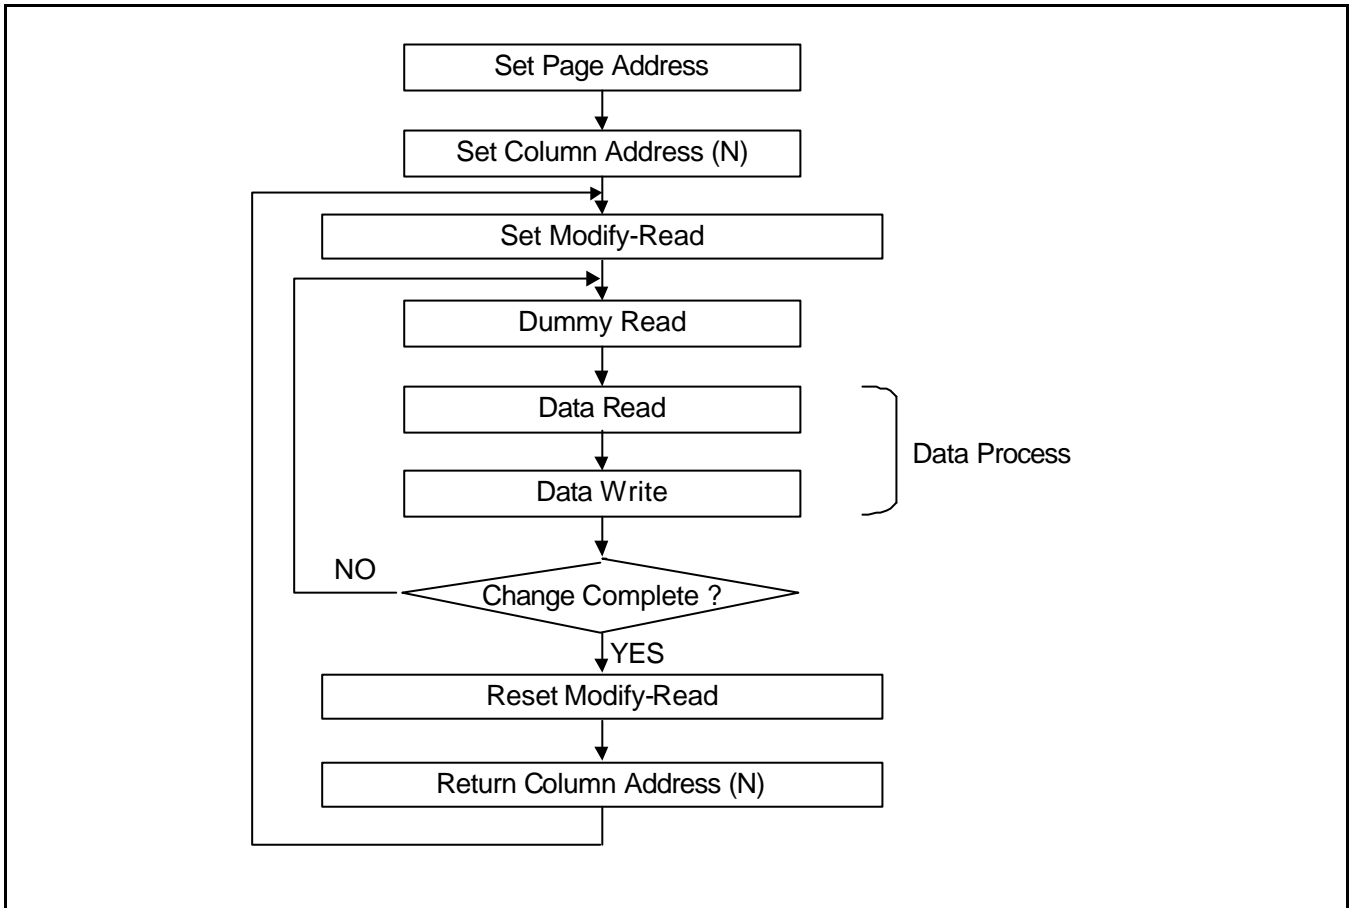 Set Page Address
Set Column Address (N)
Set Modify-Read
Dummy Read
Data Read
Data Process
Data Write
NO
Change Complete ?
YES
Reset Modify-Read
Return Column Address (N)